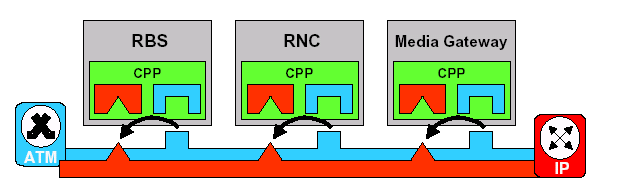 RBS
CPP
RNC
CPP
Media Gateway
CPP
ATM
IP